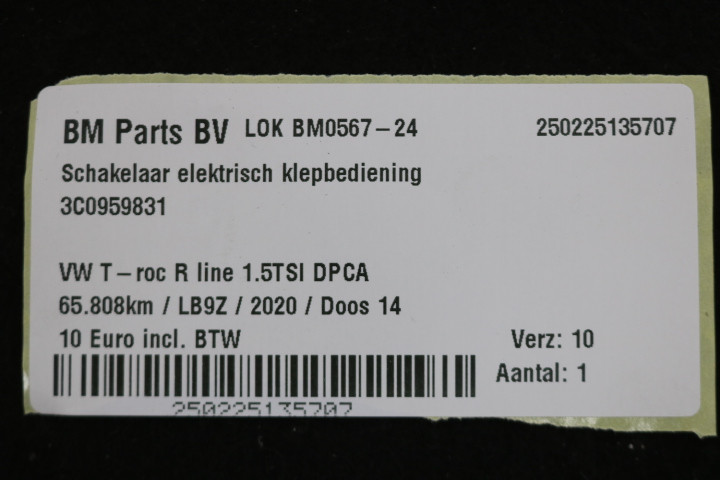 BM Parts BV LOK BM0567-24 250225135707
Schakelaar elektrisch klepbediening
3C0959831
VW T-roc R line 1.5TSI DPCA
65.808km / LB9Z / 2020 / Doos 14
10 Euro incl. BTW Verz: 10
Aantal: 1
250225135707